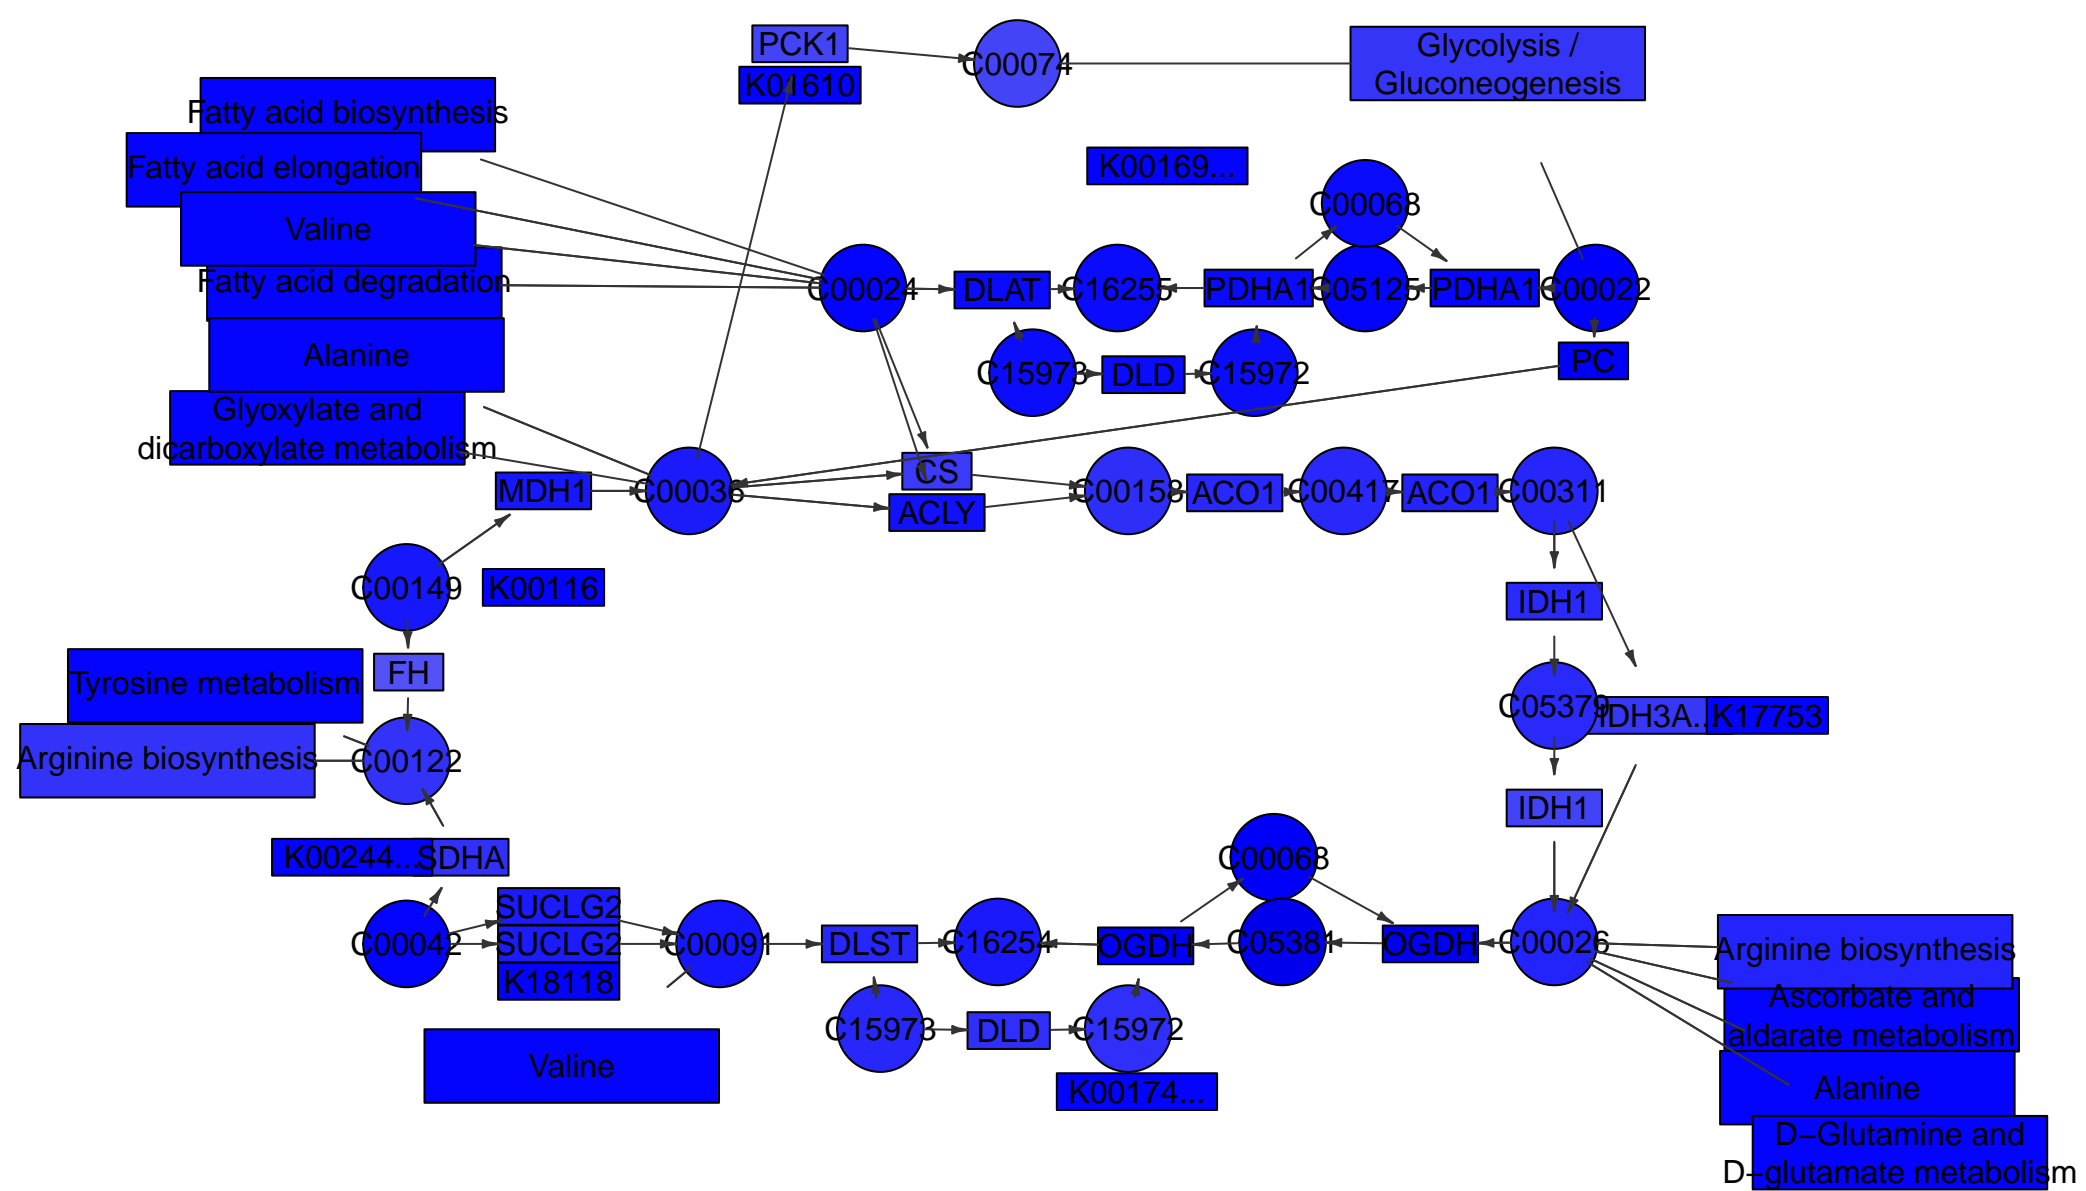 PCK1
C00074
Glycolysis /
Gluconeogenesis
K01610
Fatty acid biosynthesis
Fatty acid elongation
K00169...
C00068
Valine
Fatty acid degradation
C00024
DLAT
C16255
PDHA1
C05125
PDHA1
C00022
Alanine
C15973
DLD
C15972
PC
Glyoxylate and
dicarboxylate metabolism
MDH1
C00036
CS
ACLY
C00158
ACO1
C00417
ACO1
C00311
C00149
K00116
IDH1
FH
Tyrosine metabolism
C05379
IDH3A...
K17753
Arginine biosynthesis
C00122
IDH1
K00244...
SDHA
C00068
SUCLG2
C00042
SUCLG2
C00091
DLST
C16254
OGDH
C05381
OGDH
C00026
Arginine biosynthesis
K18118
Ascorbate and
aldarate metabolism
C15973
DLD
C15972
Valine
K00174...
Alanine
D−Glutamine and
D−glutamate metabolism